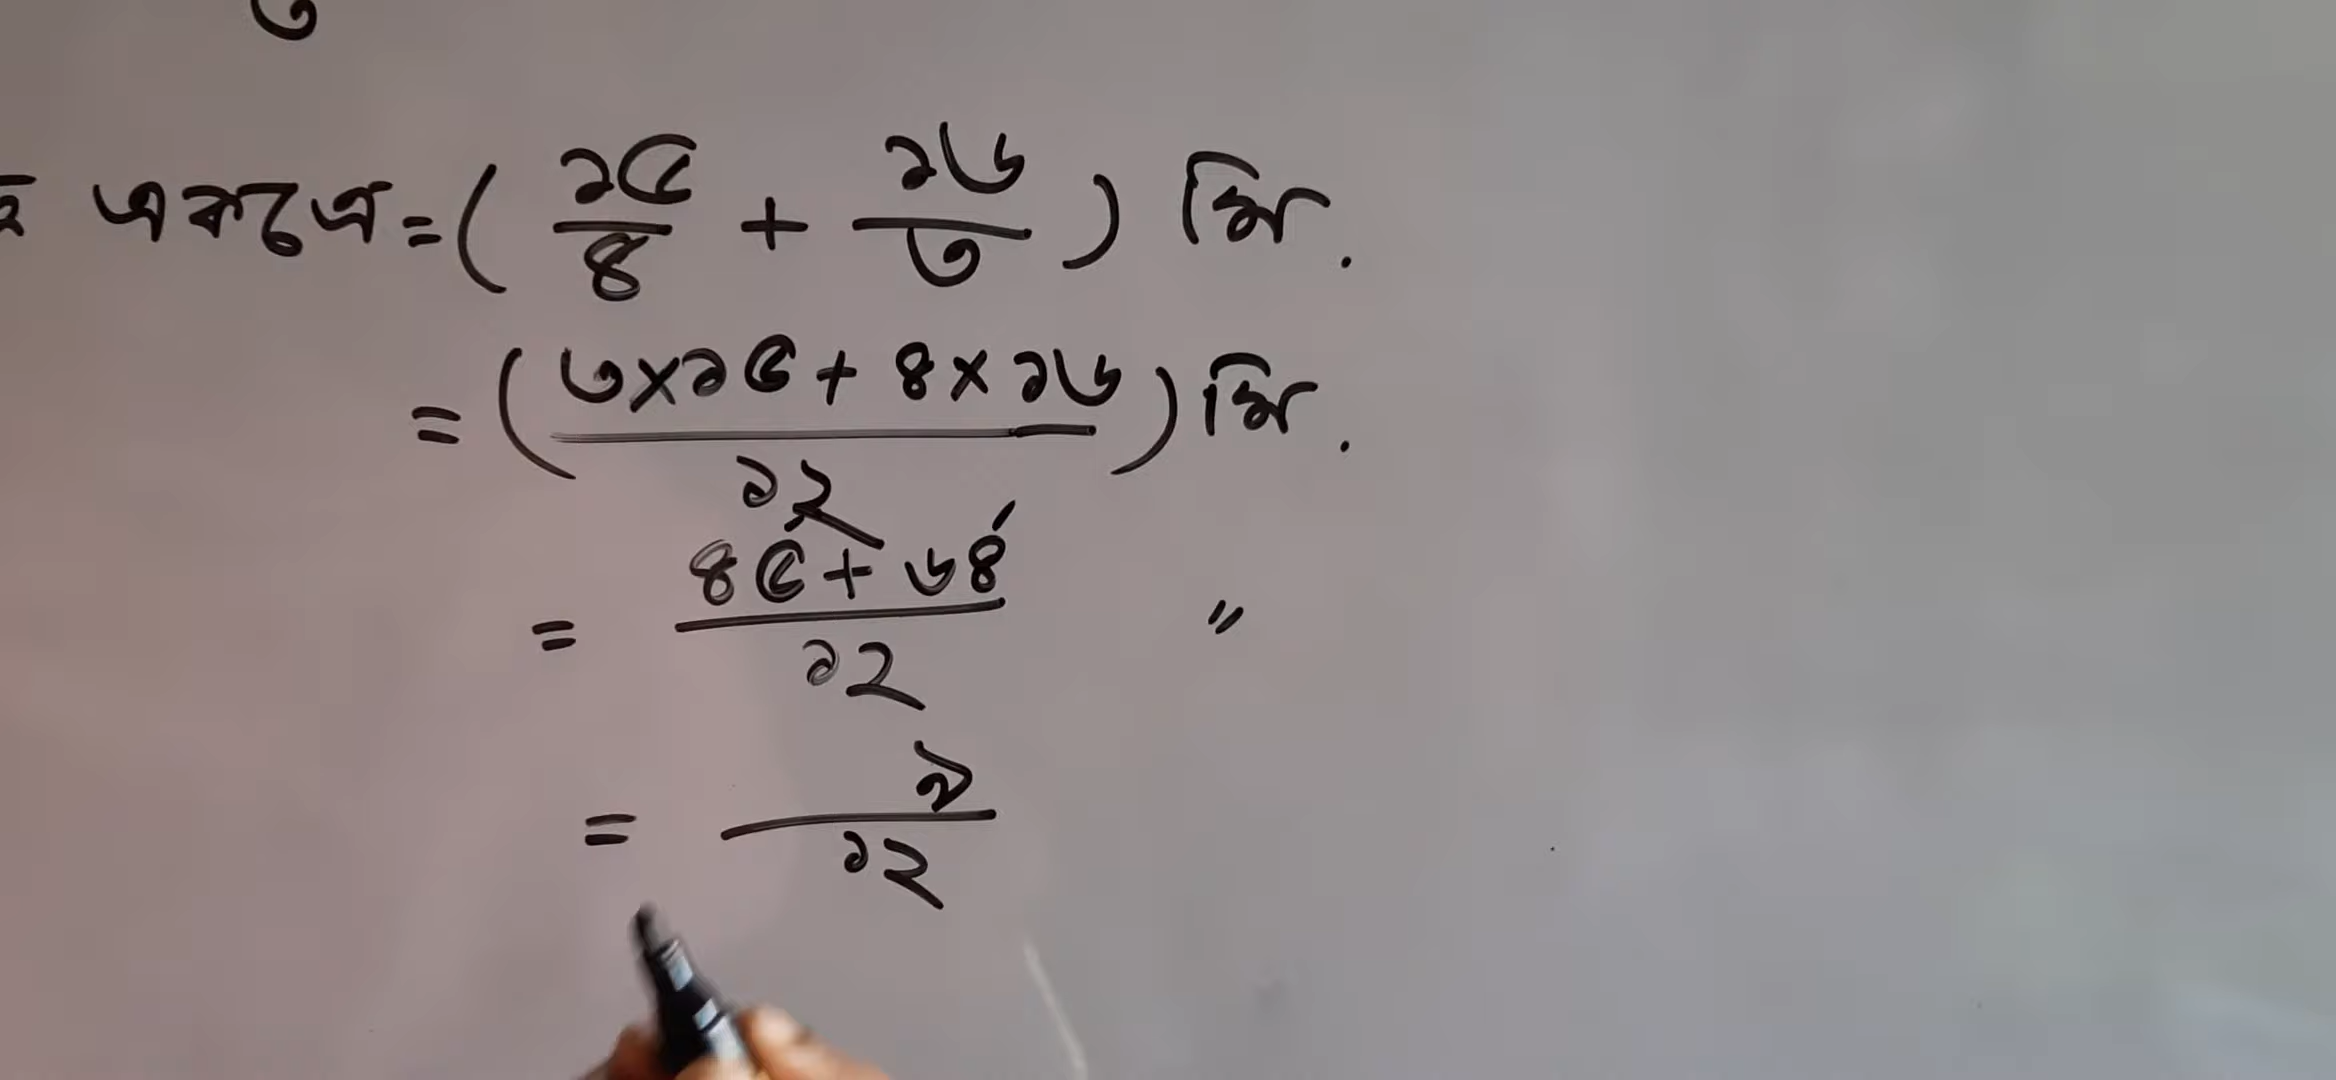 ৩
একত্রে = ( ১৫/৪ + ১৬/৩ ) মি.
= ( ৩×১৫ + ৪×১৬ / ১২ ) মি.
= ৪৫ + ৬৪ / ১২ "
= ৯ / ১২